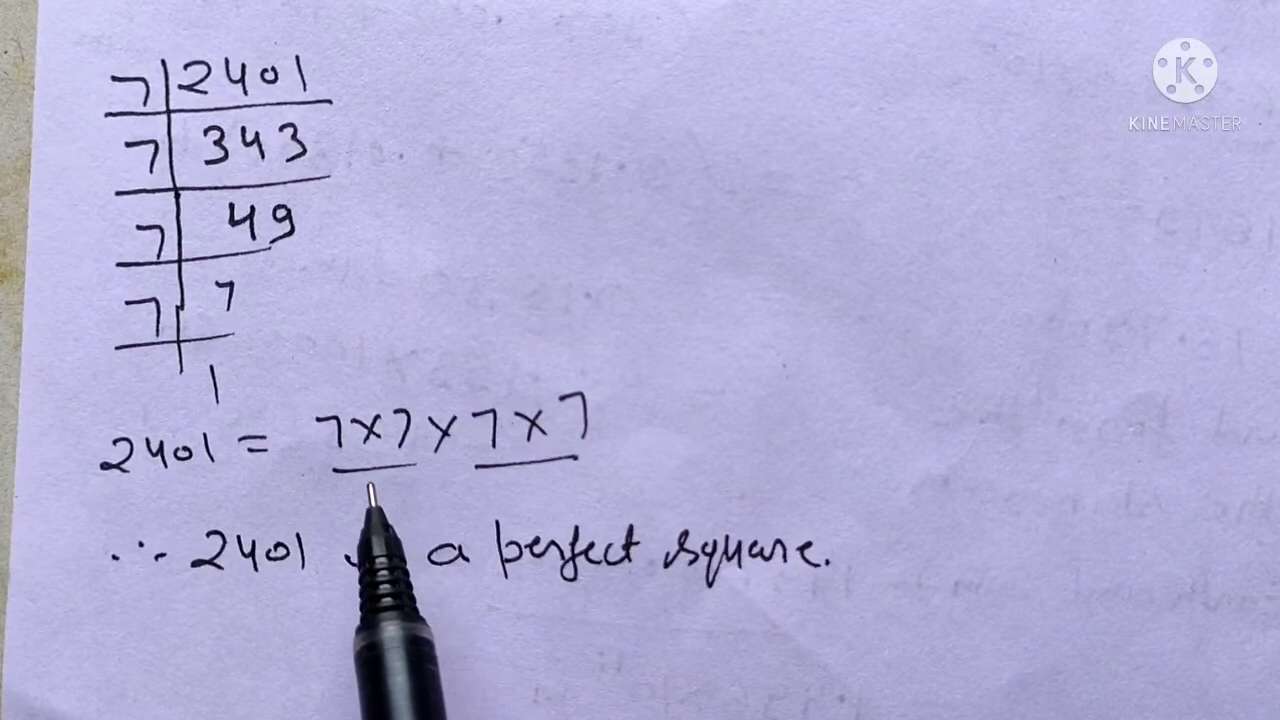 7 2401
7 343
7 49
7 7
1
2401 = 7×7×7×7
∴ 2401 a perfect square.
KINEMASTER